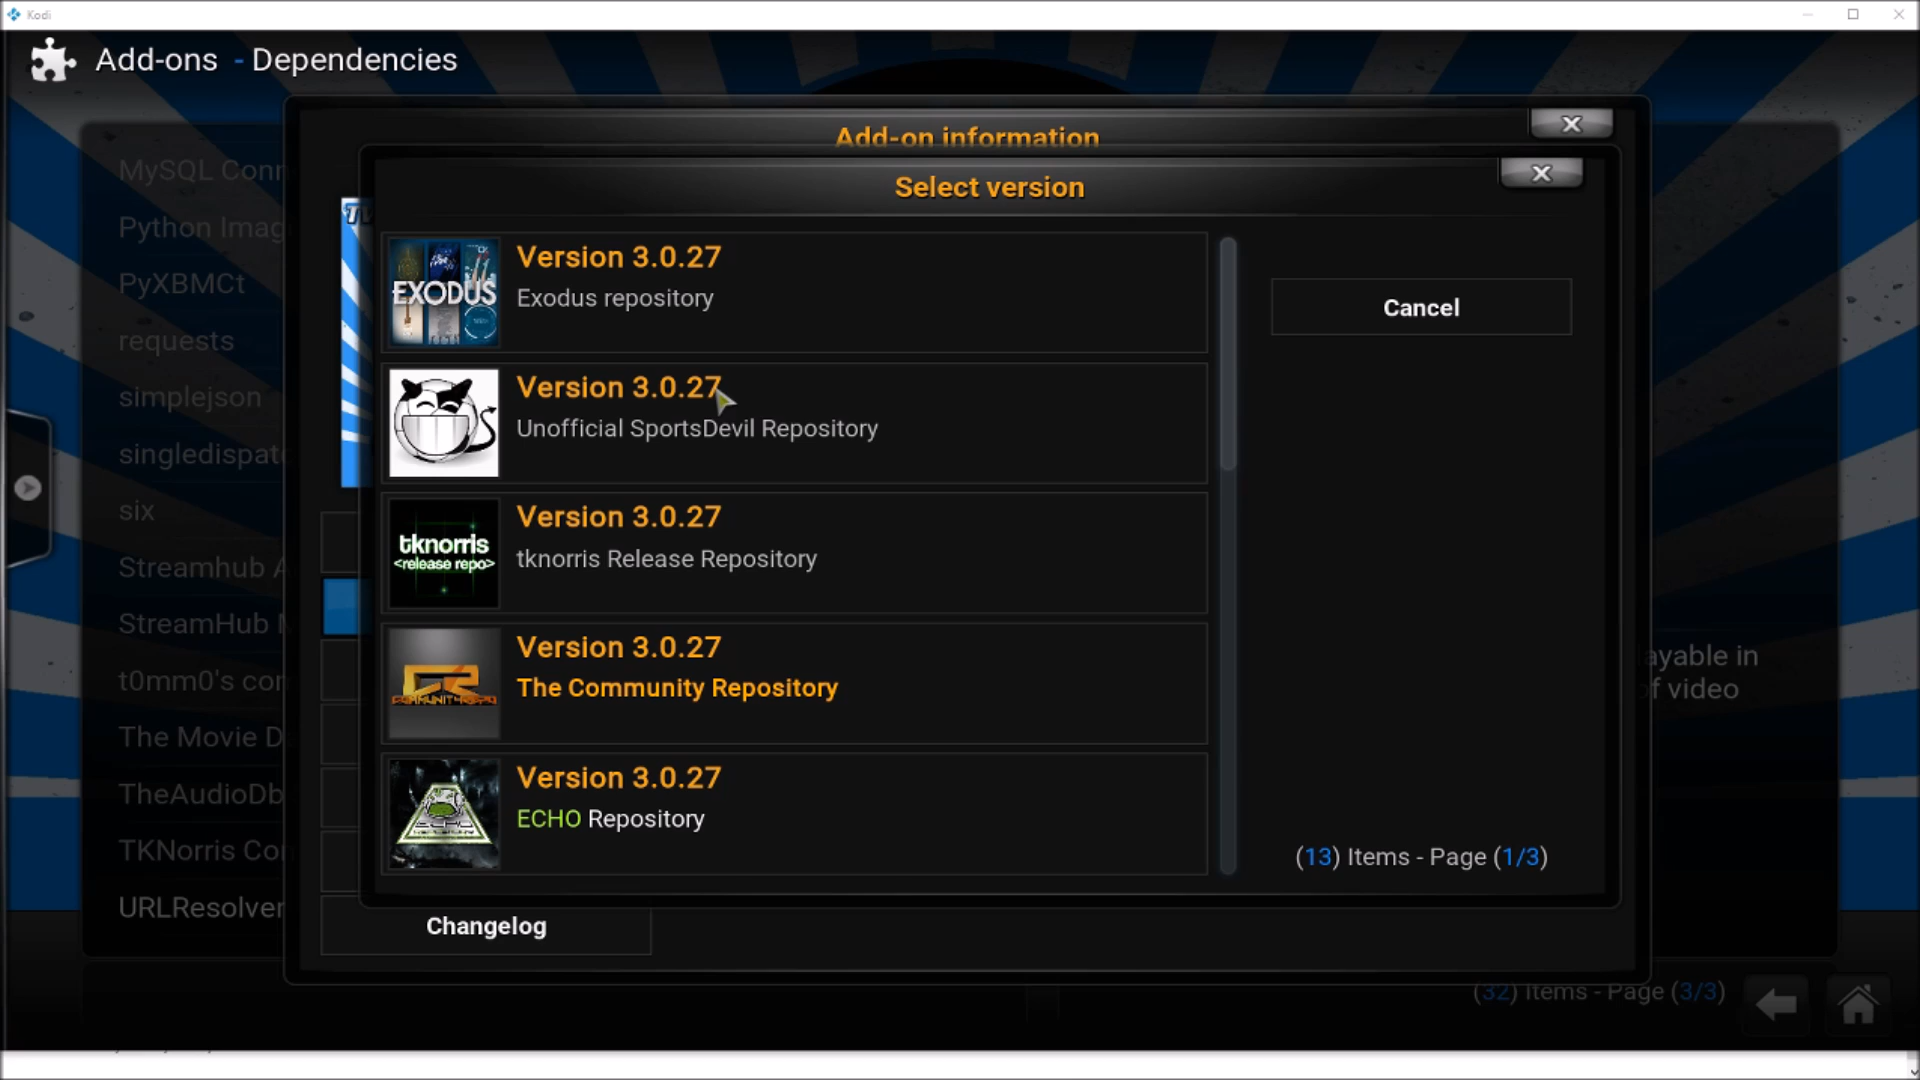 Kodi
Add-ons - Dependencies
Add-on information
Select version
MySQL Conn
Python Imag
PyXBMCt
requests
simplejson
singledispat
six
Streamhub A
StreamHub
t0mm0's con
The Movie D
TheAudioDb
TKNorris Co
URLResolver
TV
EXODUS
Version 3.0.27
Exodus repository
Version 3.0.27
Unofficial SportsDevil Repository
tknorris
<release repo>
Version 3.0.27
tknorris Release Repository
Version 3.0.27
The Community Repository
Version 3.0.27
ECHO Repository
Cancel
(13) Items - Page (1/3)
ayable in
of video
Changelog
(32) Items - Page (3/3)